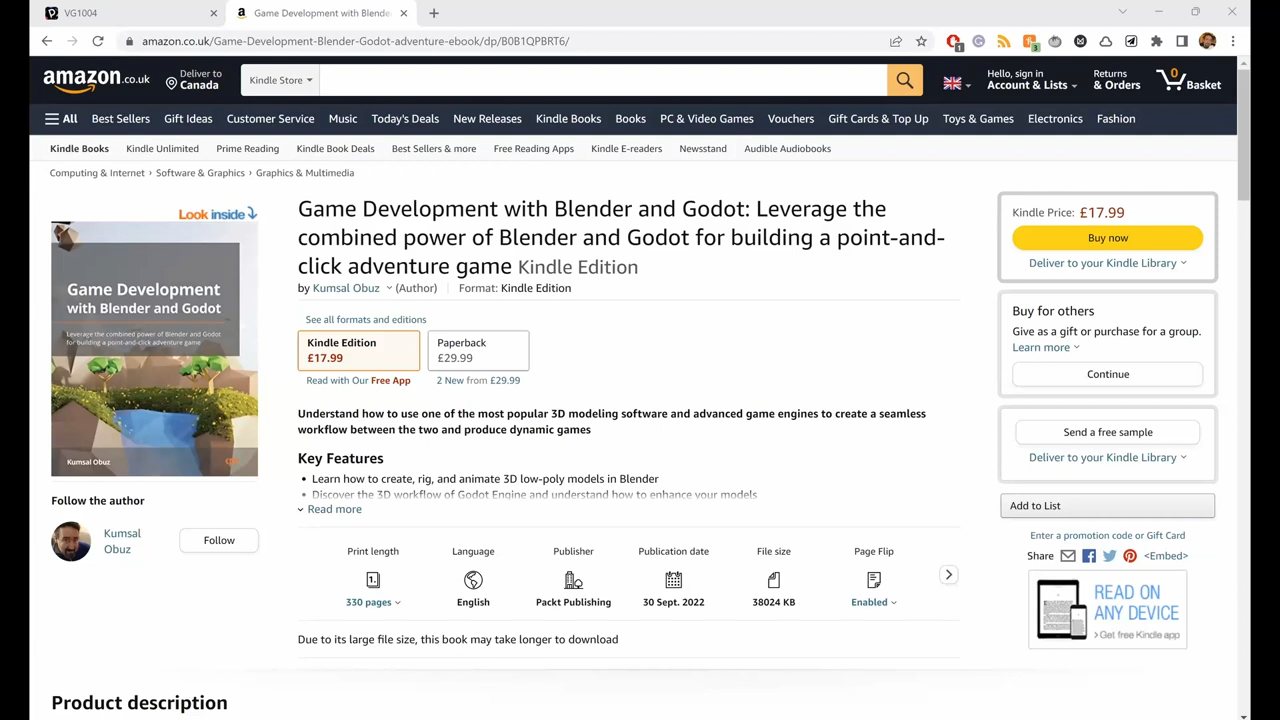 VG1004
Game Development with Blende
amazon.co.uk/Game-Development-Blender-Godot-adventure-ebook/dp/B0B1QPBRT6/
1
3
amazon.co.uk
Deliver to
Canada
Kindle Store
Hello, sign in
Account & Lists
Returns
& Orders
0
Basket
All
Best Sellers
Gift Ideas
Customer Service
Music
Today's Deals
New Releases
Kindle Books
Books
PC & Video Games
Vouchers
Gift Cards & Top Up
Toys & Games
Electronics
Fashion
Kindle Books
Kindle Unlimited
Prime Reading
Kindle Book Deals
Best Sellers & more
Free Reading Apps
Kindle E-readers
Newsstand
Audible Audiobooks
Computing & Internet › Software & Graphics › Graphics & Multimedia
Look inside
Game Development
with Blender and Godot
Leverage the combined power of Blender and Godot
for building a point-and-click adventure game
Kumsal Obuz
Follow the author
Kumsal
Obuz
Follow
Game Development with Blender and Godot: Leverage the
combined power of Blender and Godot for building a point-and-
click adventure game Kindle Edition
by Kumsal Obuz (Author) Format: Kindle Edition
See all formats and editions
Kindle Edition
£17.99
Paperback
£29.99
Read with Our Free App
2 New from £29.99
Understand how to use one of the most popular 3D modeling software and advanced game engines to create a seamless
workflow between the two and produce dynamic games
Key Features
• Learn how to create, rig, and animate 3D low-poly models in Blender
• Discover the 3D workflow of Godot Engine and understand how to enhance your models
Read more
Print length
1.
330 pages
Language
English
Publisher
Packt Publishing
Publication date
30 Sept. 2022
File size
38024 KB
Page Flip
Enabled
Due to its large file size, this book may take longer to download
Product description
Kindle Price: £17.99
Buy now
Deliver to your Kindle Library
Buy for others
Give as a gift or purchase for a group.
Learn more
Continue
Send a free sample
Deliver to your Kindle Library
Add to List
Enter a promotion code or Gift Card
Share <Embed>
READ ON
ANY DEVICE
› Get free Kindle app